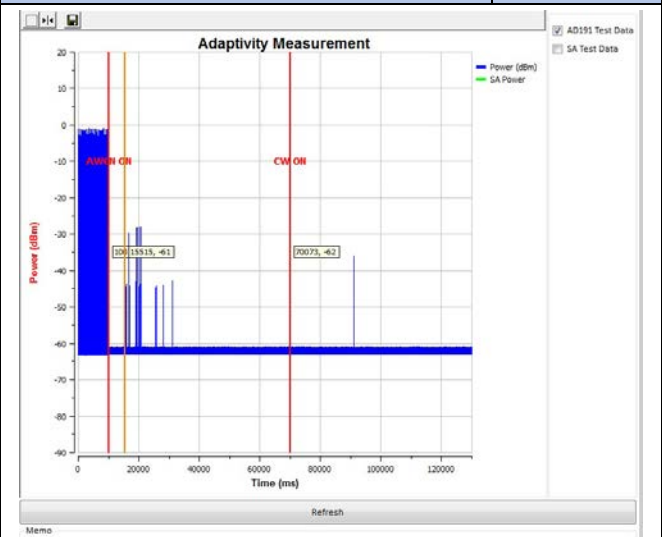 Adaptivity Measurement
AD191 Test Data
SA Test Data
Power (dBm)
SA Power
20
10
0
-10
-20
-30
-40
-50
-60
-70
-80
-90
Power (dBm)
AWGN ON
CW ON
15515, -61
70073, -62
0
20000
40000
60000
80000
100000
120000
Time (ms)
Refresh
Memo